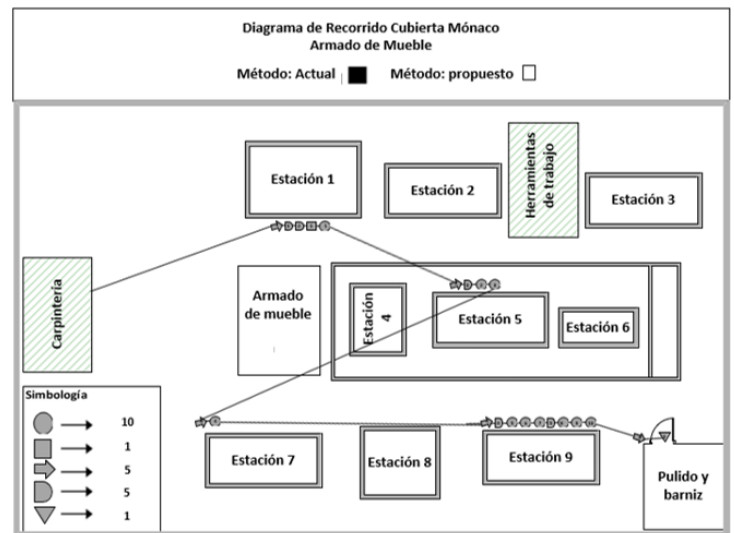 Diagrama de Recorrido Cubierta Mónaco
Armado de Mueble
Método: Actual
Método: propuesto
Estación 1
Estación 2
Herramientas
de trabajo
Estación 3
Carpintería
Armado
de mueble
Estación
4
Estación 5
Estación 6
Simbología
10
1
5
5
1
Estación 7
Estación 8
Estación 9
Pulido y
barniz